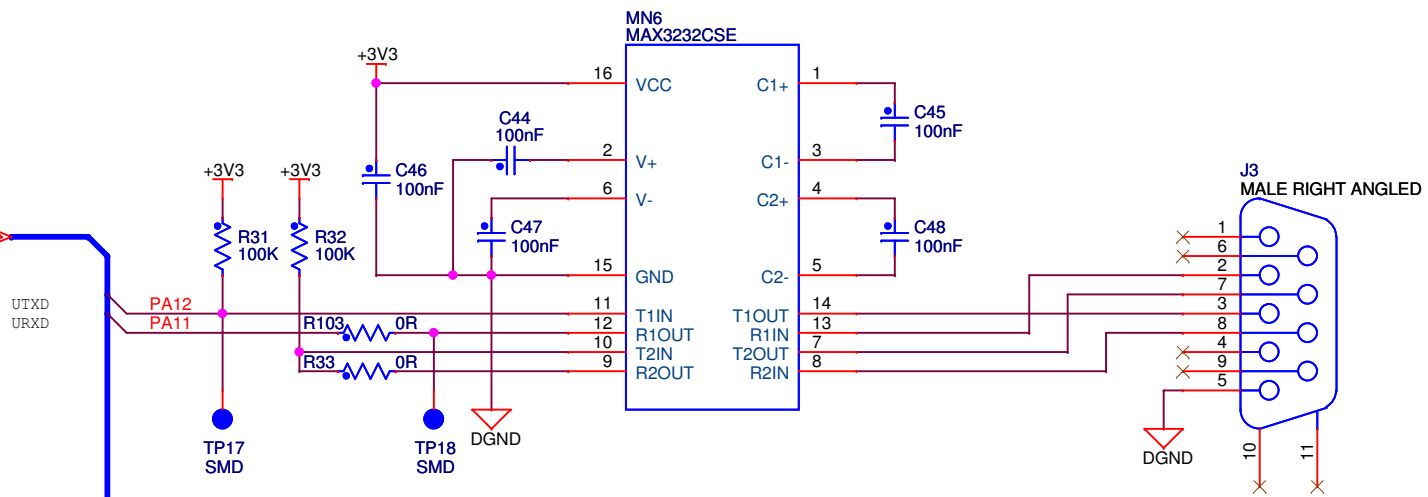 MN6
MAX3232CSE
+3V3
16
VCC
C1+
1
C44
100nF
C45
100nF
2
V+
C1-
3
+3V3
+3V3
C46
100nF
6
V-
C2+
4
J3
MALE RIGHT ANGLED
R31
100K
R32
100K
C47
100nF
C48
100nF
1
6
15
GND
C2-
5
2
7
UTXD
URXD
PA12
PA11
11
T1IN
T1OUT
14
3
R103
0R
12
R1OUT
R1IN
13
8
10
T2IN
T2OUT
7
4
R33
0R
9
R2OUT
R2IN
8
9
5
TP17
SMD
TP18
SMD
DGND
DGND
10
11